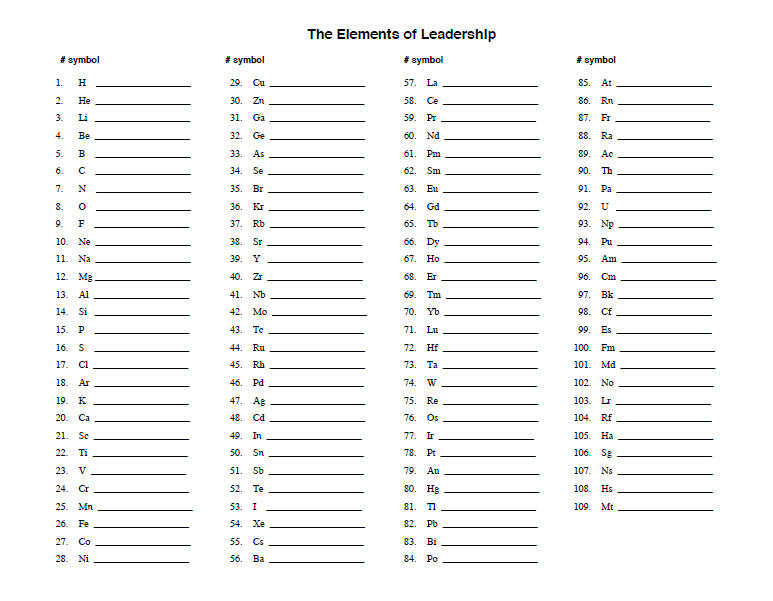 The Elements of Leadership
# symbol
1. H
2. He
3. Li
4. Be
5. B
6. C
7. N
8. O
9. F
10. Ne
11. Na
12. Mg
13. Al
14. Si
15. P
16. S
17. Cl
18. Ar
19. K
20. Ca
21. Sc
22. Ti
23. V
24. Cr
25. Mn
26. Fe
27. Co
28. Ni
# symbol
29. Cu
30. Zn
31. Ga
32. Ge
33. As
34. Se
35. Br
36. Kr
37. Rb
38. Sr
39. Y
40. Zr
41. Nb
42. Mo
43. Tc
44. Ru
45. Rh
46. Pd
47. Ag
48. Cd
49. In
50. Sn
51. Sb
52. Te
53. I
54. Xe
55. Cs
56. Ba
# symbol
57. La
58. Ce
59. Pr
60. Nd
61. Pm
62. Sm
63. Eu
64. Gd
65. Tb
66. Dy
67. Ho
68. Er
69. Tm
70. Yb
71. Lu
72. Hf
73. Ta
74. W
75. Re
76. Os
77. Ir
78. Pt
79. Au
80. Hg
81. Tl
82. Pb
83. Bi
84. Po
# symbol
85. At
86. Rn
87. Fr
88. Ra
89. Ac
90. Th
91. Pa
92. U
93. Np
94. Pu
95. Am
96. Cm
97. Bk
98. Cf
99. Es
100. Fm
101. Md
102. No
103. Lr
104. Rf
105. Ha
106. Sg
107. Ns
108. Hs
109. Mt